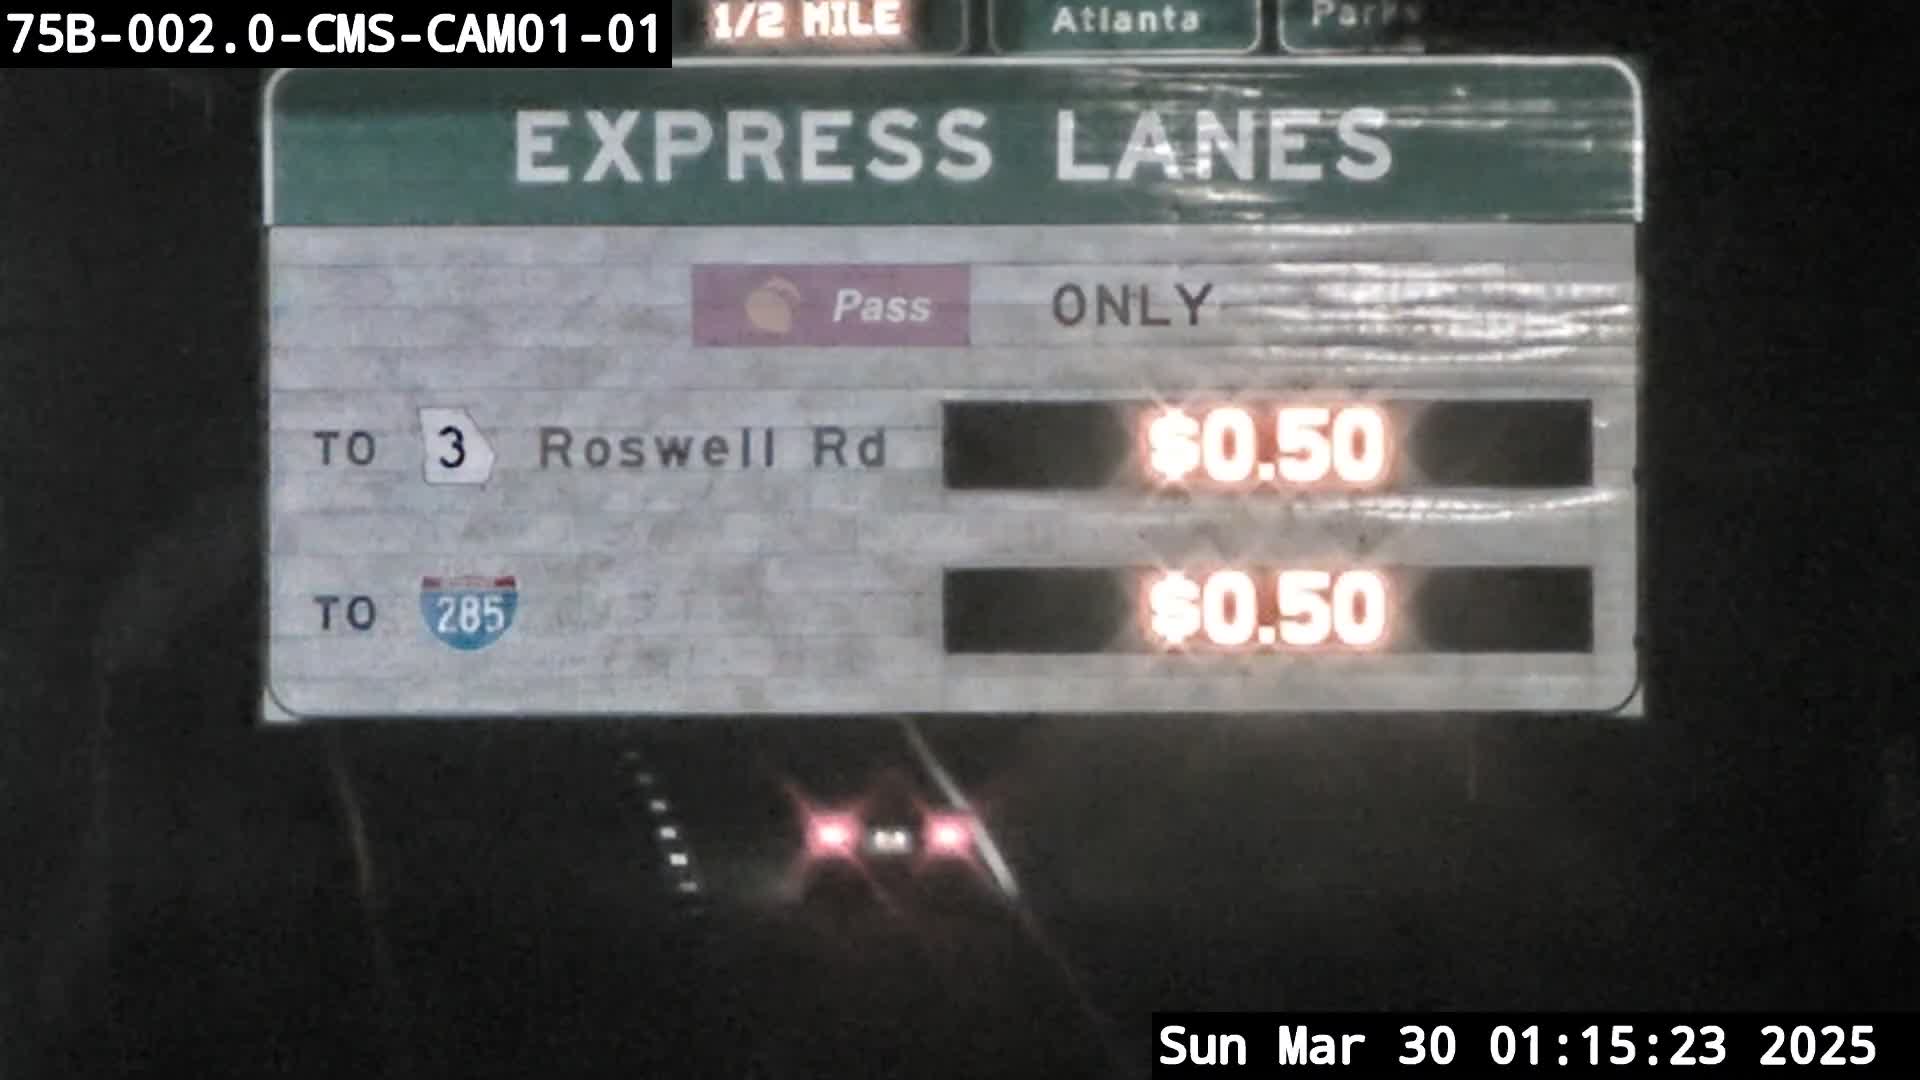 75B-002.0-CMS-CAM01-01
1/2 MILE
Atlanta
EXPRESS LANES
Pass ONLY
TO 3 Roswell Rd $0.50
TO 285 $0.50
Sun Mar 30 01:15:23 2025